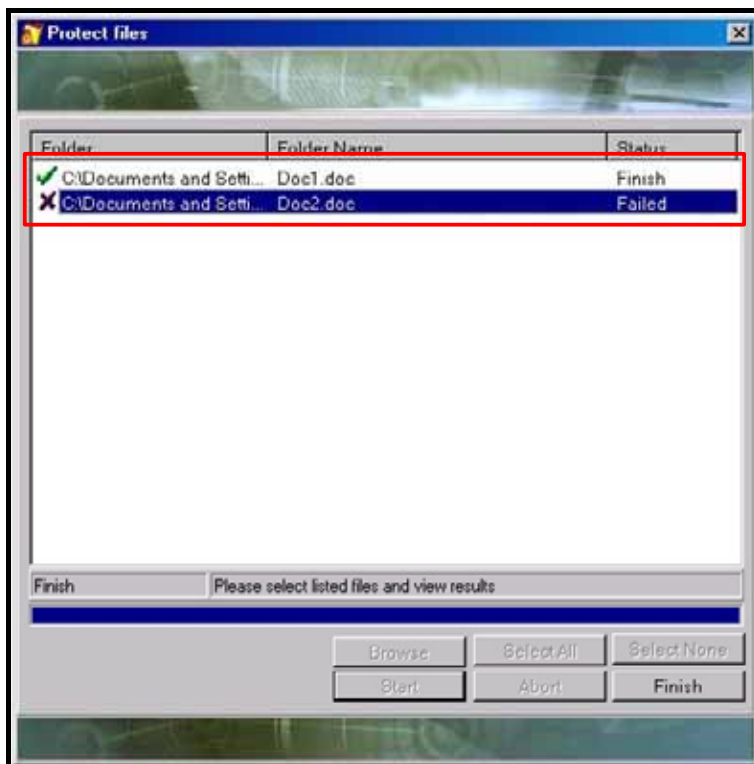 Protect files
Folder Folder Name Status
C:\Documents and Setti... Doc1.doc Finish
C:\Documents and Setti... Doc2.doc Failed
Finish Please select listed files and view results
Browse Select All Select None
Start Abort Finish